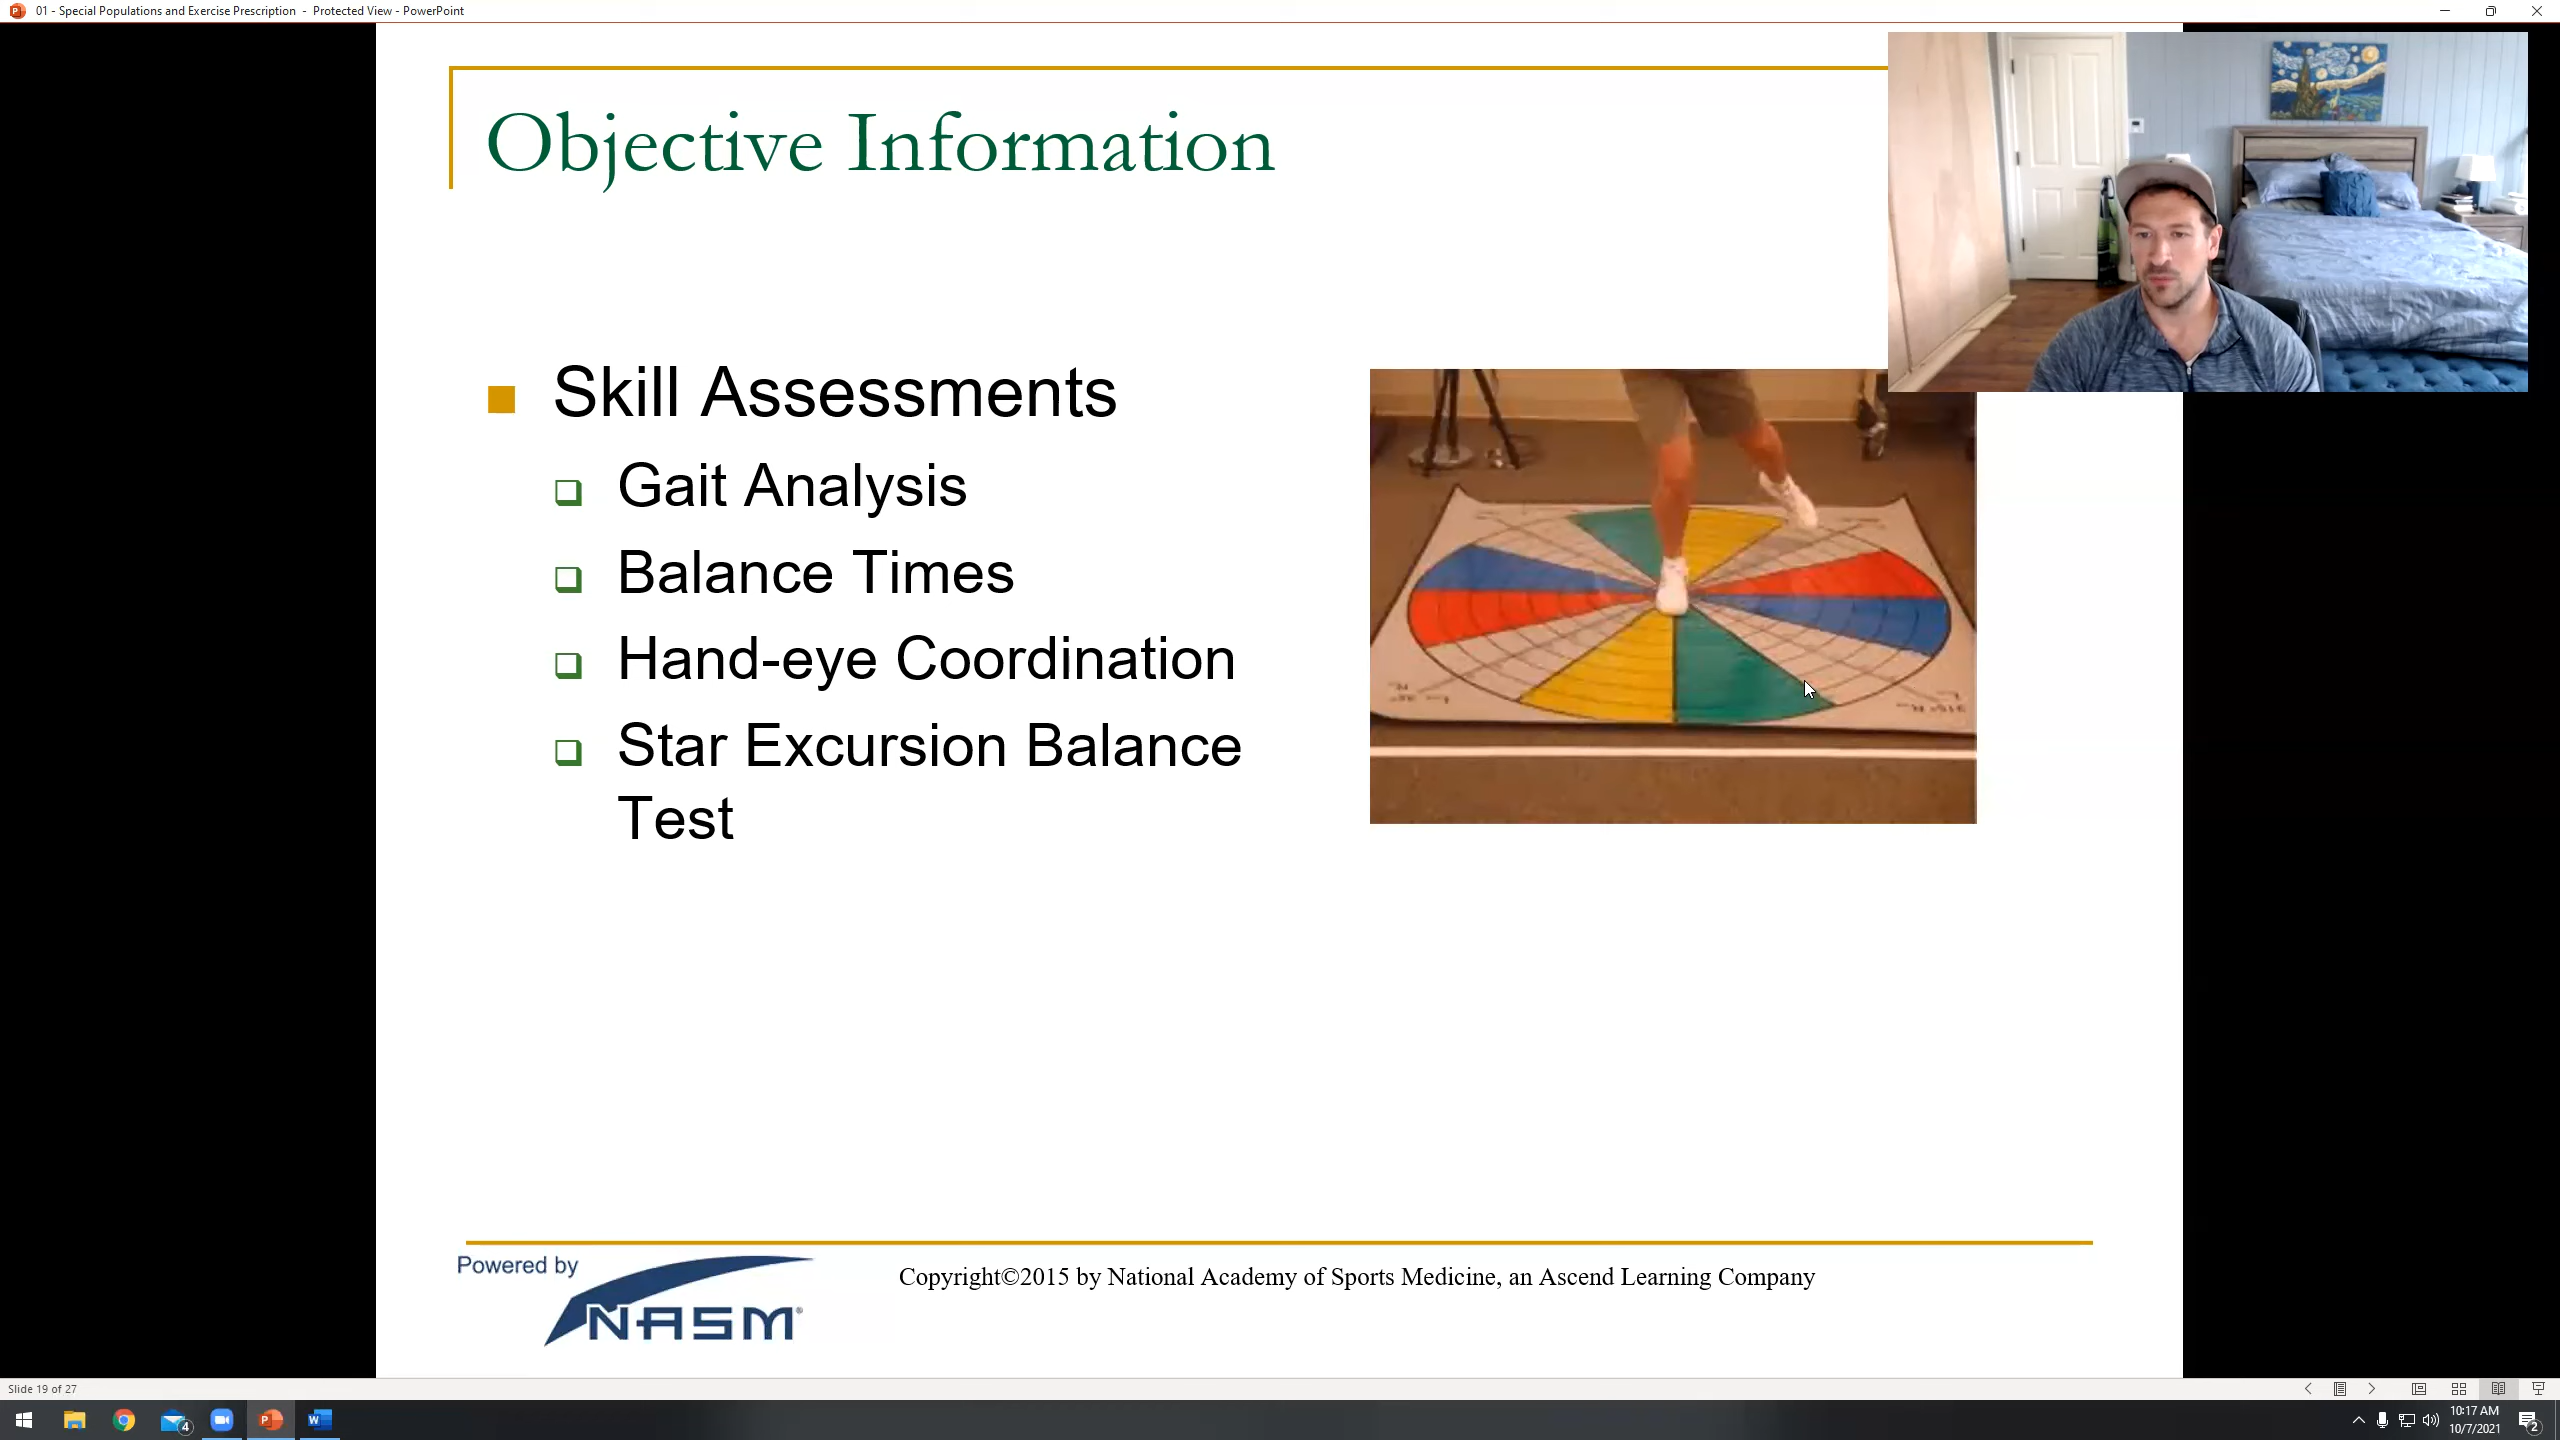 01 - Special Populations and Exercise Prescription - Protected View - PowerPoint
Objective Information
Skill Assessments
Gait Analysis
Balance Times
Hand-eye Coordination
Star Excursion Balance
Test
Powered by
NASM®
Copyright©2015 by National Academy of Sports Medicine, an Ascend Learning Company
Slide 19 of 27
4
10:17 AM
10/7/2021
2